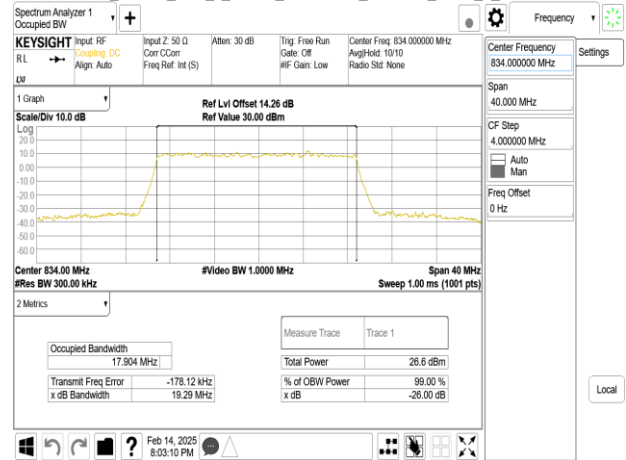 Spectrum Analyzer 1
Occupied BW
Frequency
KEYSIGHT
RL
Input: RF
Coupling: DC
Align: Auto
Input Z: 50 Ω
Corr CCorr
Freq Ref: Int (S)
Atten: 30 dB
Trig: Free Run
Gate: Off
#IF Gain: Low
Center Freq: 834.000000 MHz
Avg|Hold: 10/10
Radio Std: None
LXI
Center Frequency
834.000000 MHz
Settings
Span
40.000 MHz
CF Step
4.000000 MHz
Auto
Man
Freq Offset
0 Hz
1 Graph
Scale/Div 10.0 dB
Ref Lvl Offset 14.26 dB
Ref Value 30.00 dBm
Log
20.0
10.0
0.00
-10.0
-20.0
-30.0
-40.0
-50.0
-60.0
Center 834.00 MHz
#Video BW 1.0000 MHz
Span 40 MHz
#Res BW 300.00 kHz
Sweep 1.00 ms (1001 pts)
2 Metrics
Measure Trace Trace 1
Occupied Bandwidth
17.904 MHz
Total Power 26.6 dBm
Transmit Freq Error -178.12 kHz
% of OBW Power 99.00 %
x dB Bandwidth 19.29 MHz
x dB -26.00 dB
Local
?
Feb 14, 2025
8:03:10 PM